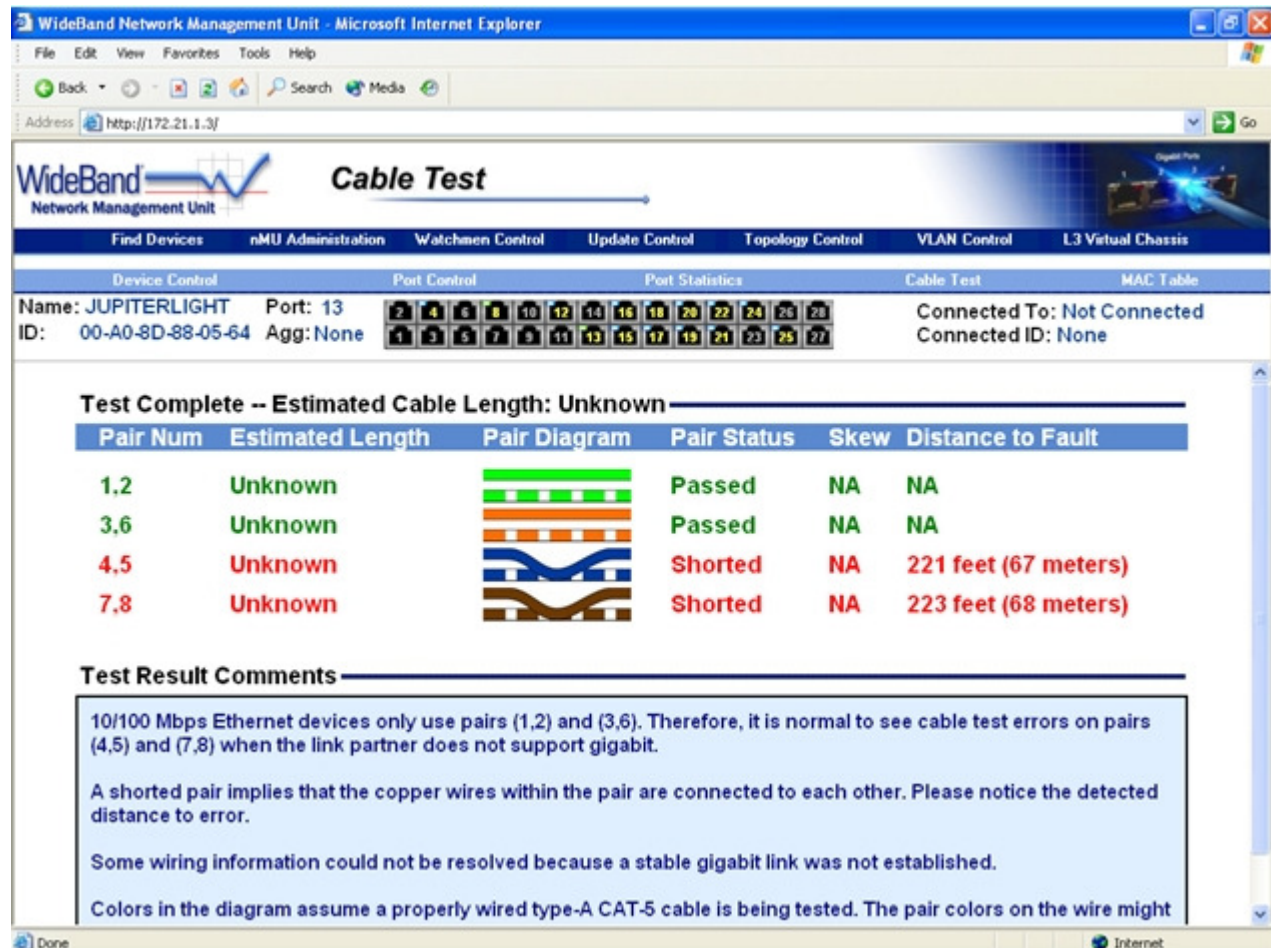 WideBand Network Management Unit - Microsoft Internet Explorer
File Edit View Favorites Tools Help
Back Search Media
Address http://172.21.1.3/ Go
WideBand
Network Management Unit
Cable Test
Gigabit Ports
1 2 3 4
Find Devices nMU Administration Watchmen Control Update Control Topology Control VLAN Control L3 Virtual Chassis
Device Control Port Control Port Statistics Cable Test MAC Table
Name: JUPITERLIGHT Port: 13
2 4 6 8 10 12 14 16 18 20 22 24 26 28
Connected To: Not Connected
ID: 00-A0-8D-88-05-64 Agg: None
1 3 5 7 9 11 13 15 17 19 21 23 25 27
Connected ID: None
Test Complete -- Estimated Cable Length: Unknown
Pair Num Estimated Length Pair Diagram Pair Status Skew Distance to Fault
1,2 Unknown Passed NA NA
3,6 Unknown Passed NA NA
4,5 Unknown Shorted NA 221 feet (67 meters)
7,8 Unknown Shorted NA 223 feet (68 meters)
Test Result Comments
10/100 Mbps Ethernet devices only use pairs (1,2) and (3,6). Therefore, it is normal to see cable test errors on pairs
(4,5) and (7,8) when the link partner does not support gigabit.
A shorted pair implies that the copper wires within the pair are connected to each other. Please notice the detected
distance to error.
Some wiring information could not be resolved because a stable gigabit link was not established.
Colors in the diagram assume a properly wired type-A CAT-5 cable is being tested. The pair colors on the wire might
Done Internet